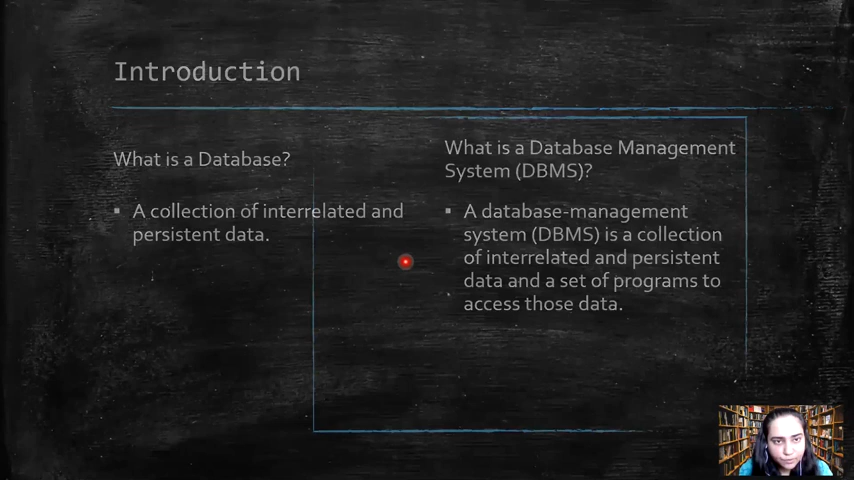 Introduction
What is a Database?
▪ A collection of interrelated and
persistent data.
What is a Database Management
System (DBMS)?
▪ A database-management
system (DBMS) is a collection
of interrelated and persistent
data and a set of programs to
access those data.